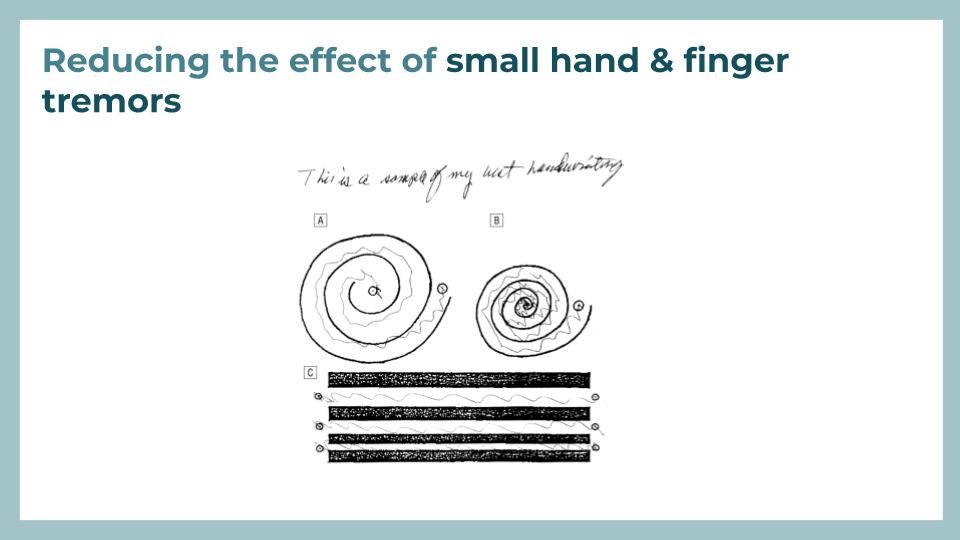 Reducing the effect of small hand & finger
tremors
This is a sample of my best handwriting
A
B
C